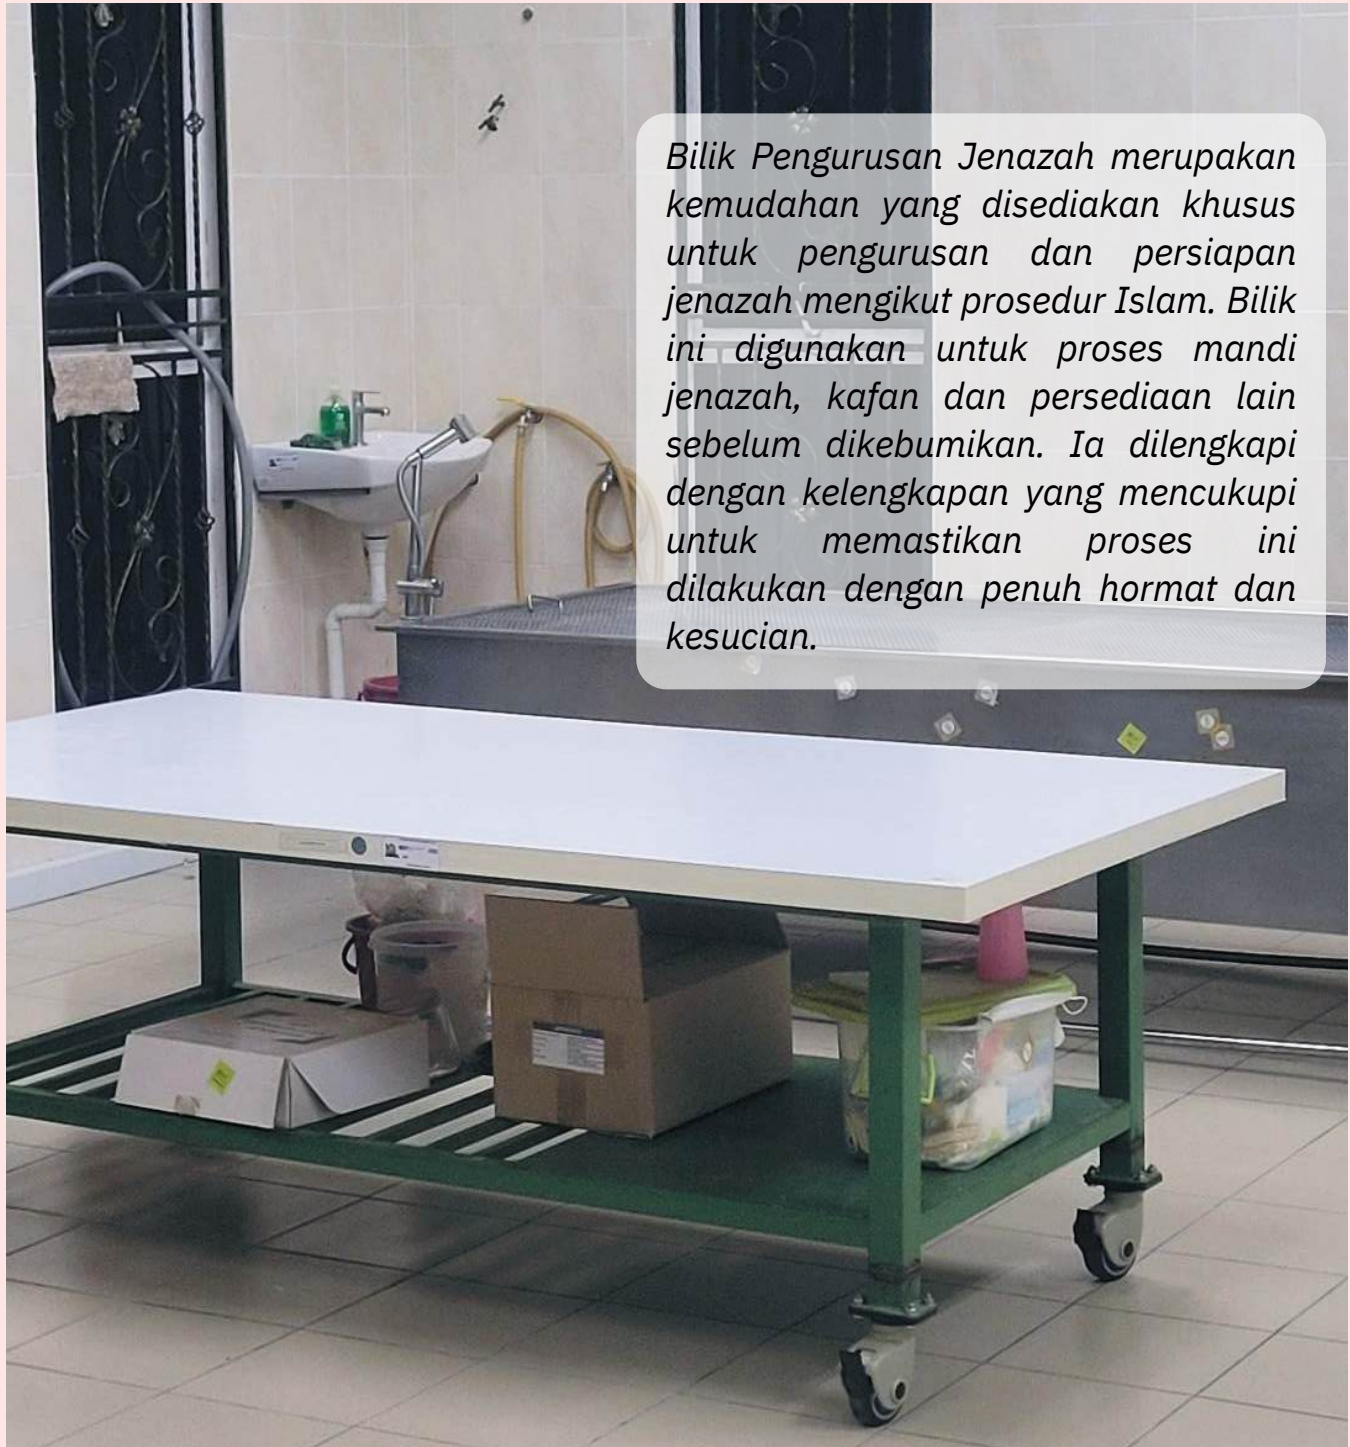 Bilik Pengurusan Jenazah merupakan
kemudahan yang disediakan khusus
untuk pengurusan dan persiapan
jenazah mengikut prosedur Islam. Bilik
ini digunakan untuk proses mandi
jenazah, kafan dan persediaan lain
sebelum dikebumikan. Ia dilengkapi
dengan kelengkapan yang mencukupi
untuk memastikan proses ini
dilakukan dengan penuh hormat dan
kesucian.